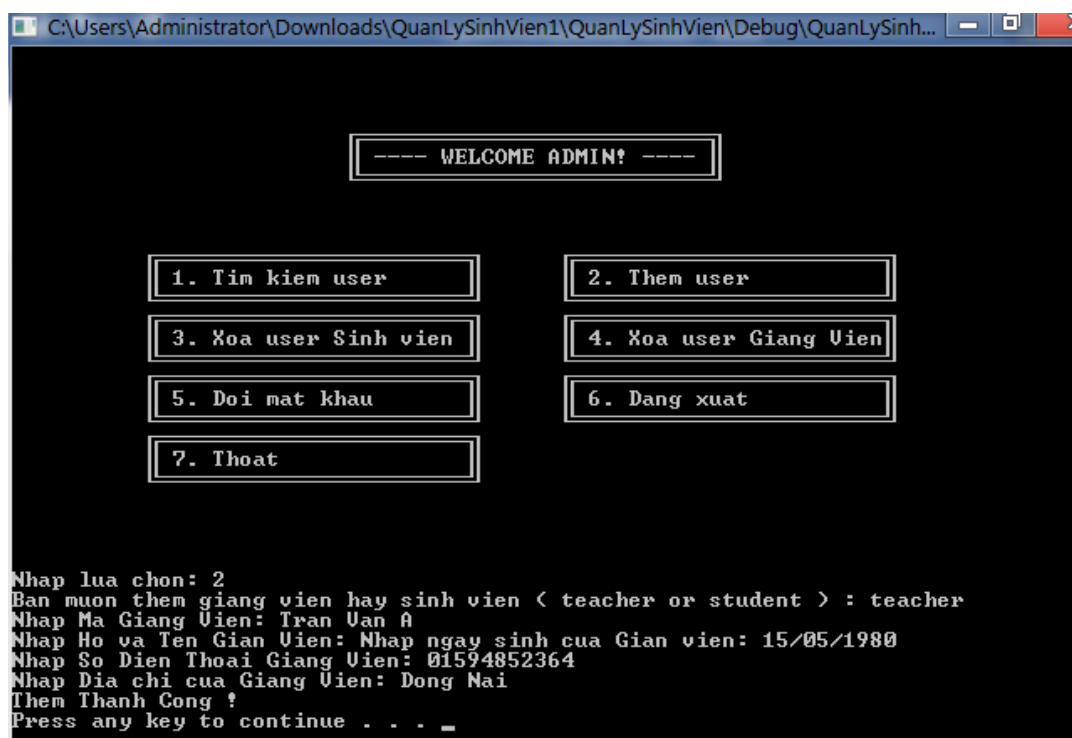 C:\Users\Administrator\Downloads\QuanLySinhVien1\QuanLySinhVien\Debug\QuanLySinh...
---- WELCOME ADMIN! ----
1. Tim kiem user
2. Them user
3. Xoa user Sinh vien
4. Xoa user Giang Vien
5. Doi mat khau
6. Dang xuat
7. Thoat
Nhap lua chon: 2
Ban muon them giang vien hay sinh vien ( teacher or student ) : teacher
Nhap Ma Giang Vien: Tran Van A
Nhap Ho va Ten Gian Vien: Nhap ngay sinh cua Gian vien: 15/05/1980
Nhap So Dien Thoai Giang Vien: 01594852364
Nhap Dia chi cua Giang Vien: Dong Nai
Them Thanh Cong !
Press any key to continue . . . _